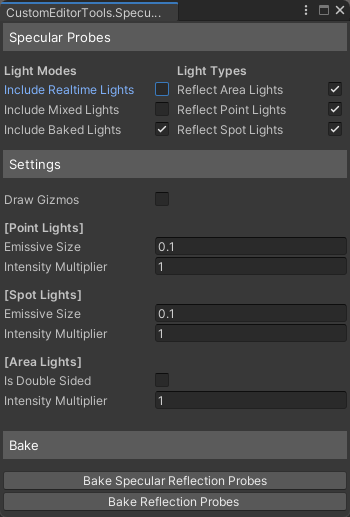 CustomEditorTools.Specu...
Specular Probes
Light Modes Light Types
Include Realtime Lights Reflect Area Lights
Include Mixed Lights Reflect Point Lights
Include Baked Lights Reflect Spot Lights
Settings
Draw Gizmos
[Point Lights]
Emissive Size 0.1
Intensity Multiplier 1
[Spot Lights]
Emissive Size 0.1
Intensity Multiplier 1
[Area Lights]
Is Double Sided
Intensity Multiplier 1
Bake
Bake Specular Reflection Probes
Bake Reflection Probes